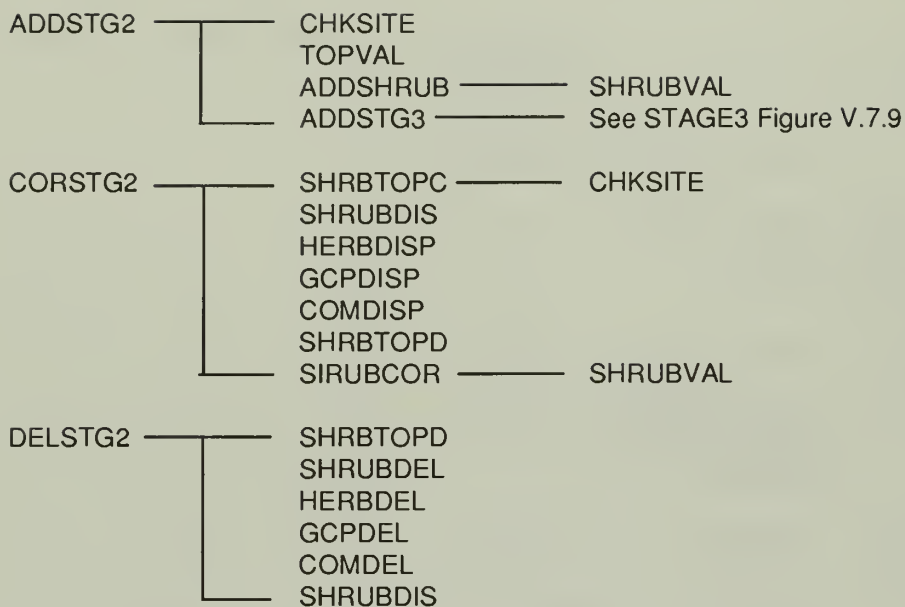 ADDSTG2 CHKSITE
TOPVAL
ADDSHRUB SHRUBVAL
ADDSTG3 See STAGE3 Figure V.7.9
CORSTG2 SHRBTOPC CHKSITE
SHRUBDIS
HERBDISP
GCPDISP
COMDISP
SHRBTOPD
SIRUBCOR SHRUBVAL
DELSTG2 SHRBTOPD
SHRUBDEL
HERBDEL
GCPDEL
COMDEL
SHRUBDIS